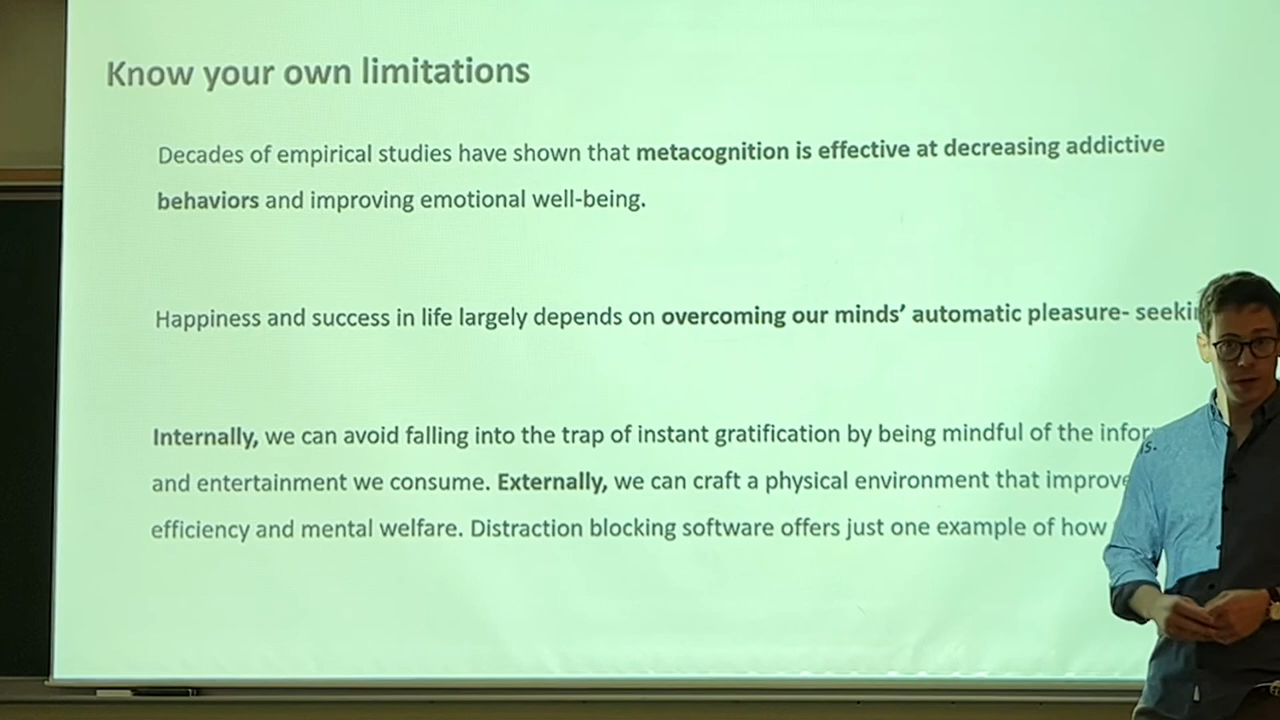 Know your own limitations
Decades of empirical studies have shown that metacognition is effective at decreasing addictive
behaviors and improving emotional well-being.
Happiness and success in life largely depends on overcoming our minds' automatic pleasure- seekin
Internally, we can avoid falling into the trap of instant gratification by being mindful of the infor
and entertainment we consume. Externally, we can craft a physical environment that improve
efficiency and mental welfare. Distraction blocking software offers just one example of how